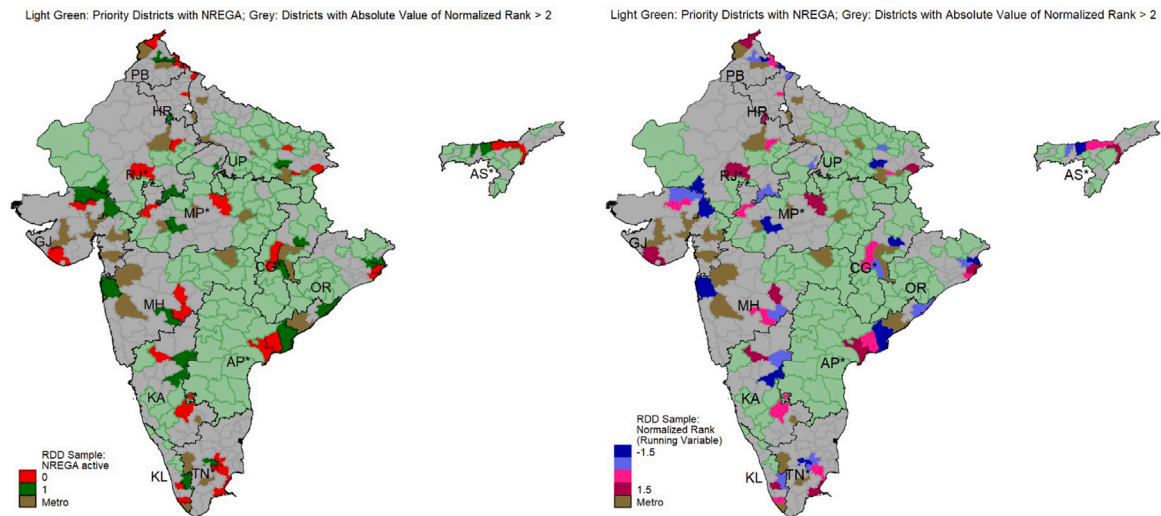 Light Green: Priority Districts with NREGA; Grey: Districts with Absolute Value of Normalized Rank > 2
PB
HR
UP
RJ*
MP*
GJ
CG*
OR
MH
AP*
KA
KL
TN*
AS*
RDD Sample:
NREGA active
0
1
Metro
Light Green: Priority Districts with NREGA; Grey: Districts with Absolute Value of Normalized Rank > 2
PB
HR
UP
RJ*
MP*
GJ
CG*
OR
MH
AP*
KA
KL
TN*
AS*
RDD Sample:
Normalized Rank
(Running Variable)
-1.5
1.5
Metro